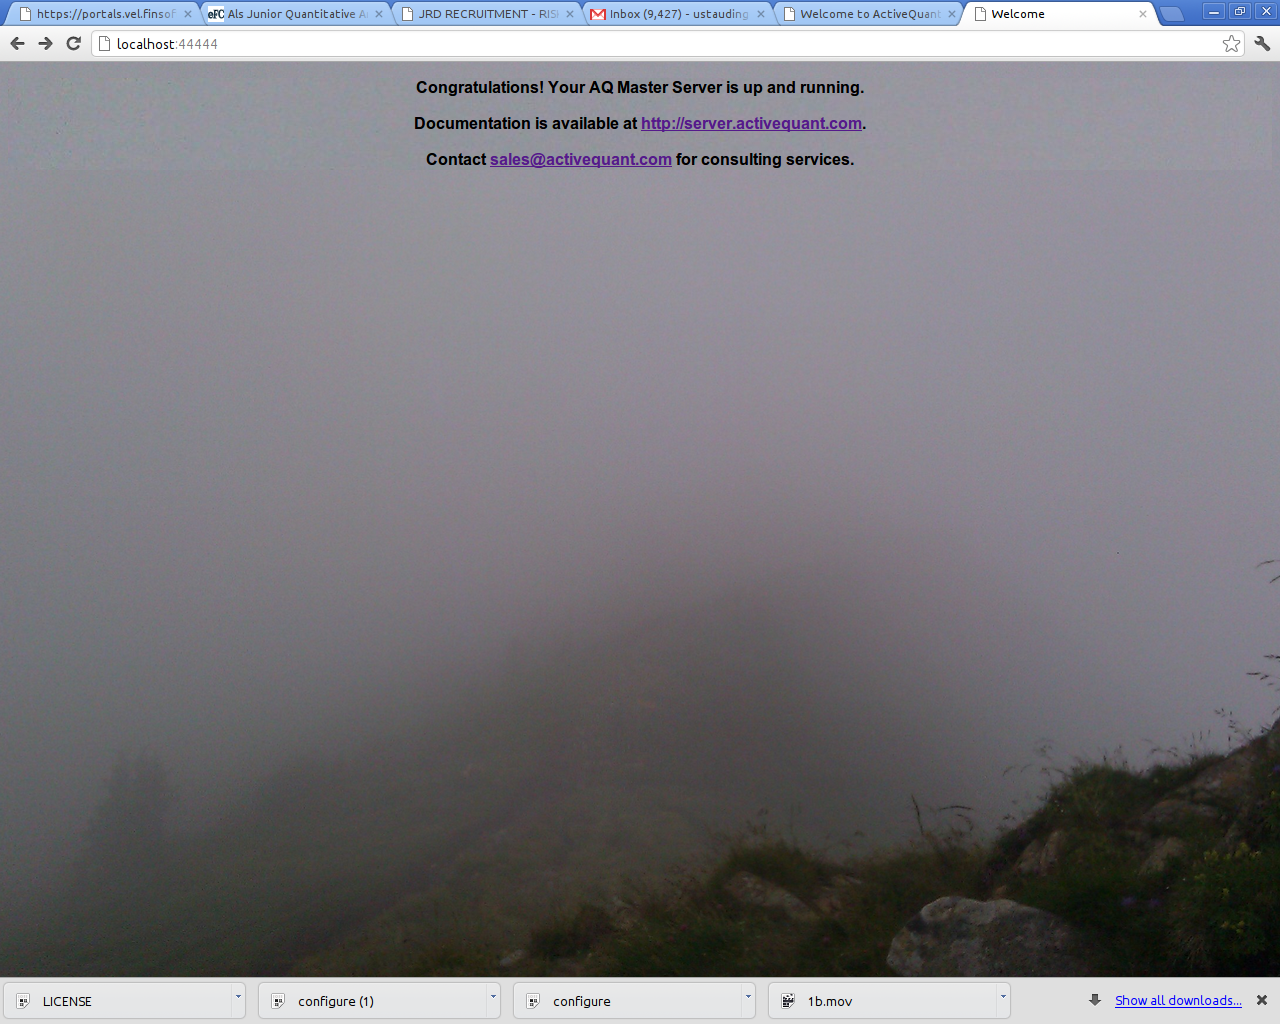 https://portals.vel.finsof
eFC Als Junior Quantitative A
JRD RECRUITMENT - RIS
Inbox (9,427) - ustauding
Welcome to ActiveQuant
Welcome
localhost:44444
Congratulations! Your AQ Master Server is up and running.
Documentation is available at http://server.activequant.com.
Contact sales@activequant.com for consulting services.
LICENSE
configure (1)
configure
1b.mov
Show all downloads...